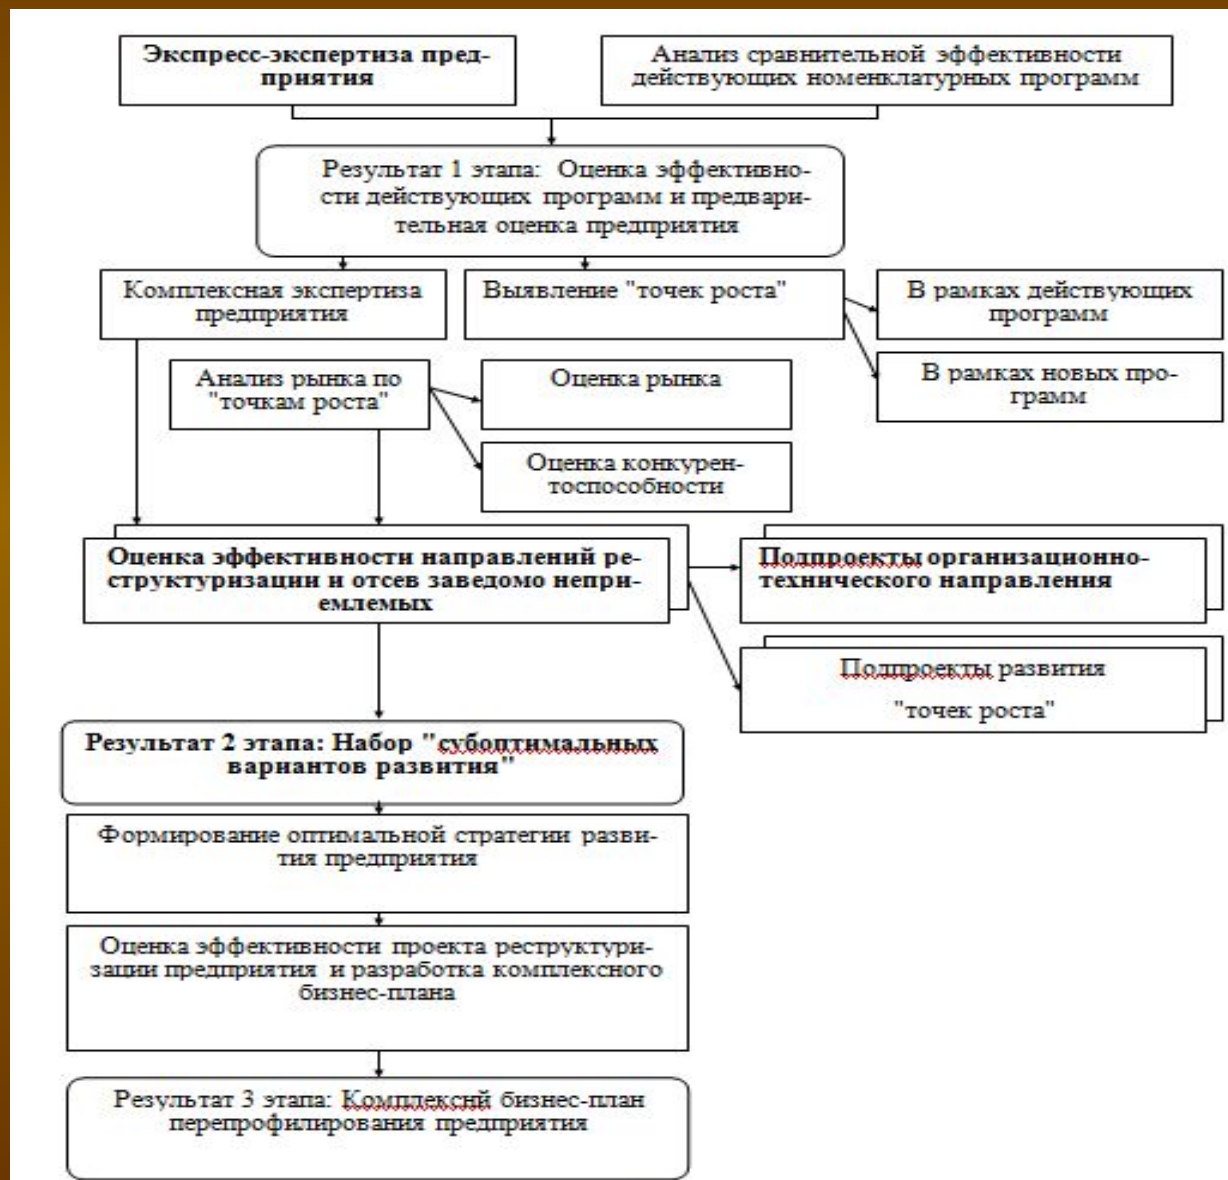 Экспресс-экспертиза пред-
приятия
Анализ сравнительной эффективности
действующих номенклатурных программ
Результат 1 этапа: Оценка эффективно-
сти действующих программ и предвари-
тельная оценка предприятия
Комплексная экспертиза
предприятия
Выявление "точек роста"
В рамках действующих
программ
Анализ рынка по
"точкам роста"
Оценка рынка
В рамках новых про-
грамм
Оценка конкурен-
тоспособности
Оценка эффективности направлений ре-
структуризации и отсев заведомо непри-
емлемых
Подпроекты организационно-
технического направления
Подпроекты развития
"точек роста"
Результат 2 этапа: Набор "субоптимальных
вариантов развития"
Формирование оптимальной стратегии разви-
тия предприятия
Оценка эффективности проекта реструктури-
зации предприятия и разработка комплексного
бизнес-плана
Результат 3 этапа: Комплекснй бизнес-план
перепрофилирования предприятия